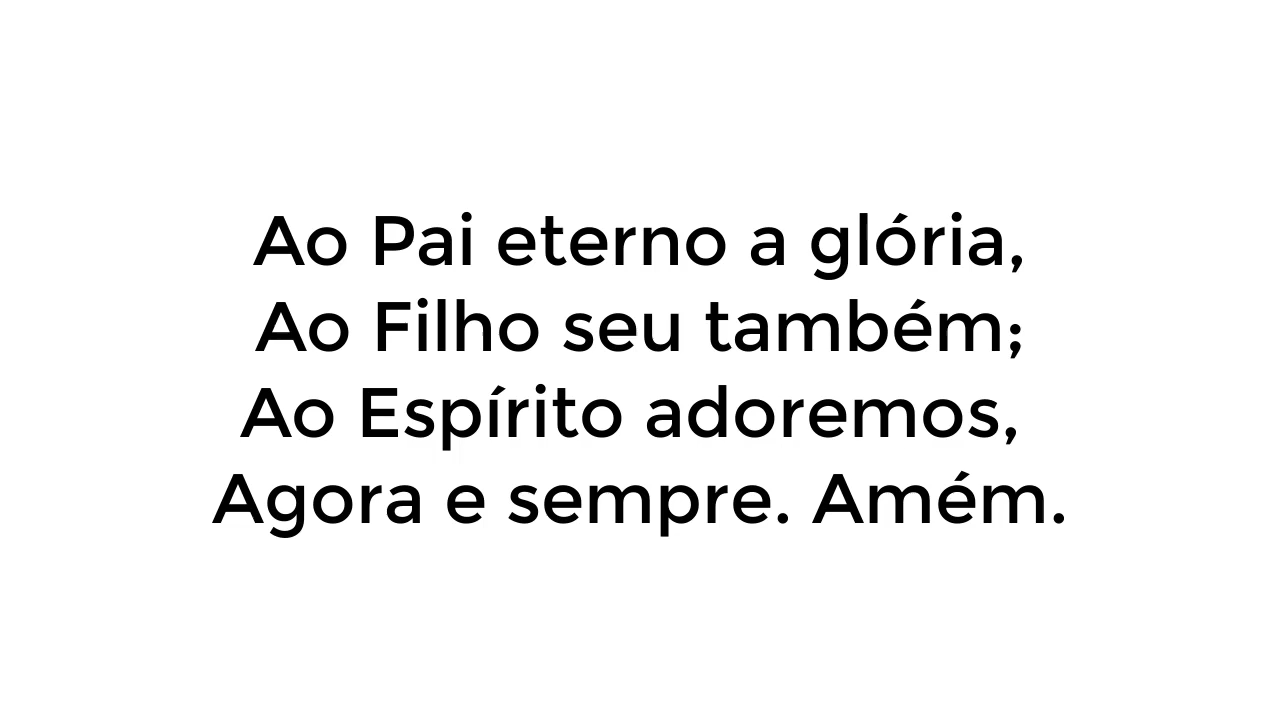 Ao Pai eterno a glória,
Ao Filho seu também;
Ao Espírito adoremos,
Agora e sempre. Amém.